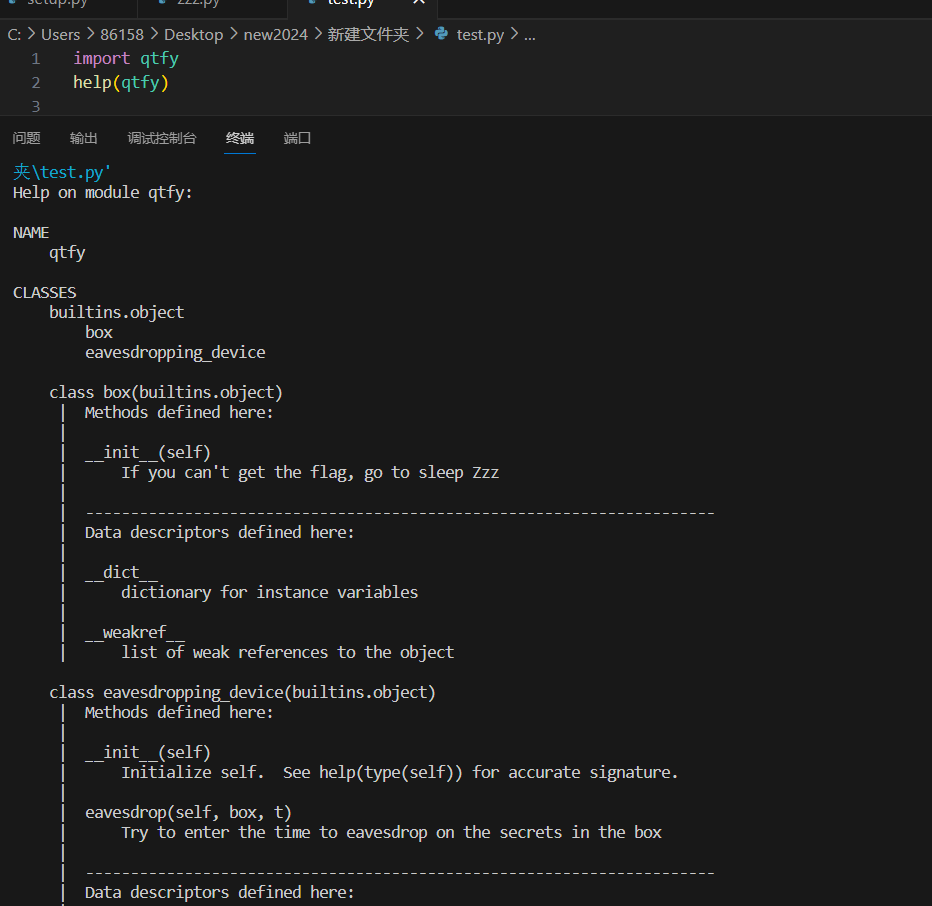 setup.py zzz.py test.py
C: > Users > 86158 > Desktop > new2024 > 新建文件夹 > test.py > ...
1 import qtfy
2 help(qtfy)
3
问题 输出 调试控制台 终端 端口
夹\test.py'
Help on module qtfy:
NAME
qtfy
CLASSES
builtins.object
box
eavesdropping_device
class box(builtins.object)
| Methods defined here:
|
| __init__(self)
| If you can't get the flag, go to sleep Zzz
|
| ----------------------------------------------------------------------
| Data descriptors defined here:
|
| __dict__
| dictionary for instance variables
|
| __weakref__
| list of weak references to the object
class eavesdropping_device(builtins.object)
| Methods defined here:
|
| __init__(self)
| Initialize self.  See help(type(self)) for accurate signature.
|
| eavesdrop(self, box, t)
| Try to enter the time to eavesdrop on the secrets in the box
|
| ----------------------------------------------------------------------
| Data descriptors defined here: